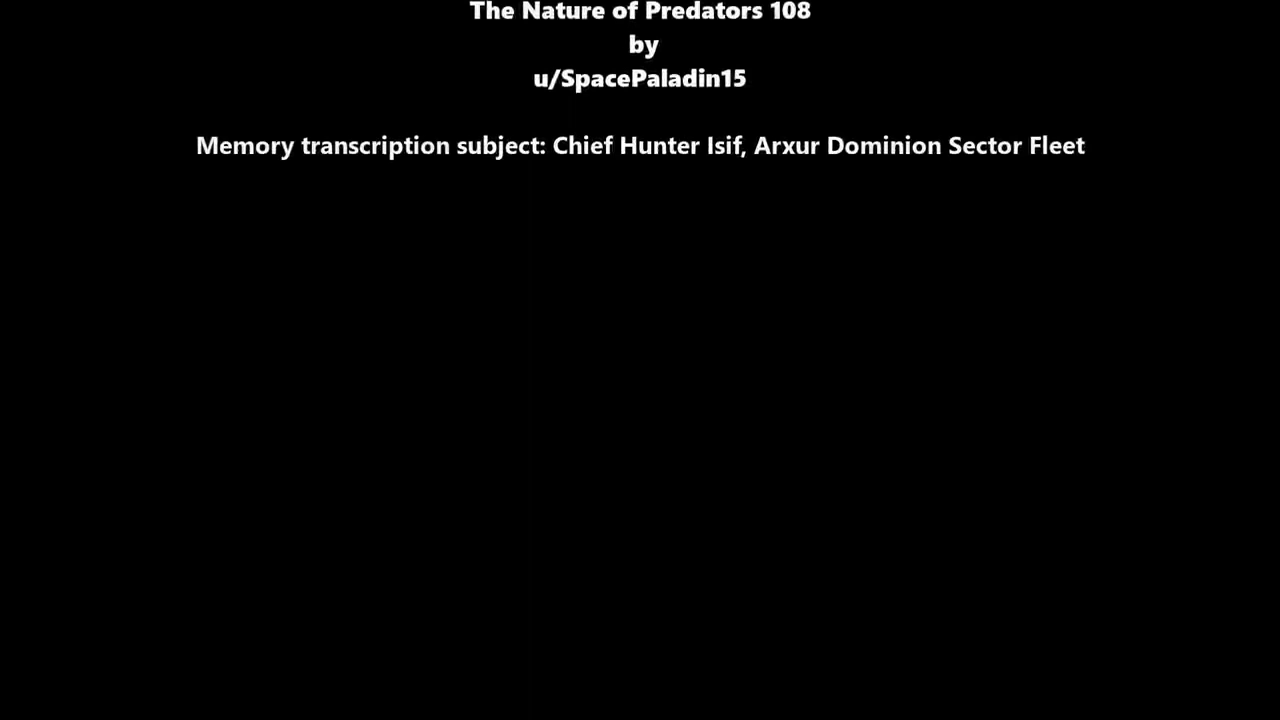 The Nature of Predators 108
by
u/SpacePaladin15
Memory transcription subject: Chief Hunter Isif, Arxur Dominion Sector Fleet